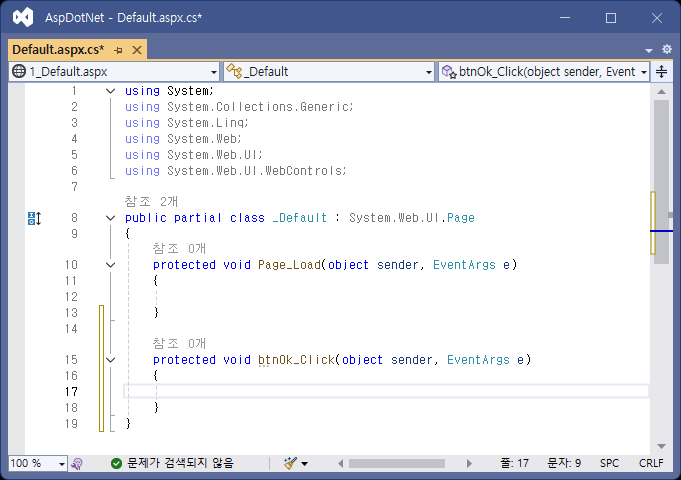 AspDotNet - Default.aspx.cs*
Default.aspx.cs*
1_Default.aspx
_Default
btnOk_Click(object sender, Event
1 using System;
2 using System.Collections.Generic;
3 using System.Linq;
4 using System.Web;
5 using System.Web.UI;
6 using System.Web.UI.WebControls;
7
참조 2개
8 public partial class _Default : System.Web.UI.Page
9 {
참조 0개
10 protected void Page_Load(object sender, EventArgs e)
11 {
12
13 }
14
참조 0개
15 protected void btnOk_Click(object sender, EventArgs e)
16 {
17
18 }
19 }
100 % 문제가 검색되지 않음 줄: 17 문자: 9 SPC CRLF